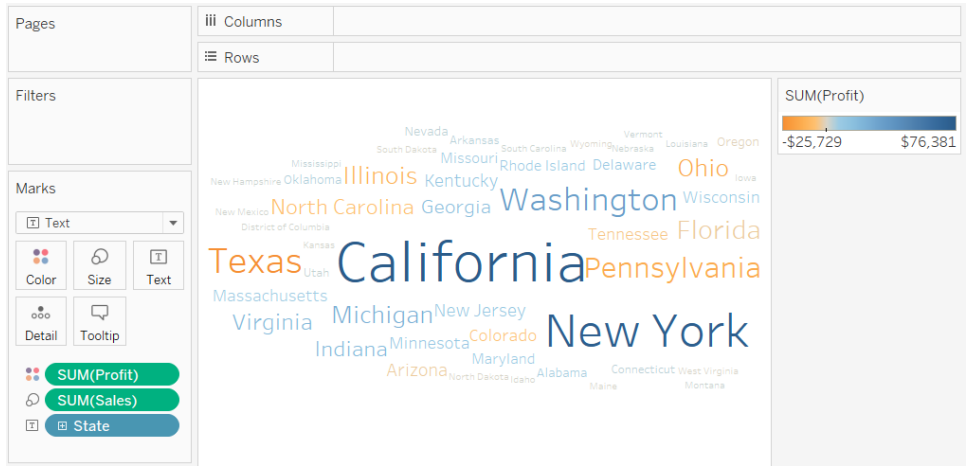 Pages
Columns
Rows
Filters
SUM(Profit)
-$25,729 $76,381
Marks
Text
Color Size Text
Detail Tooltip
SUM(Profit)
SUM(Sales)
State
Nevada
Arkansas
Vermont
South Dakota
South Carolina
Wyoming
Nebraska
Louisiana
Oregon
Mississippi
Missouri
Rhode Island
Delaware
Ohio
Iowa
New Hampshire
Oklahoma
Illinois
Kentucky
Washington
Wisconsin
New Mexico
North Carolina
Georgia
District of Columbia
Tennessee
Florida
Kansas
Texas
Utah
California
Pennsylvania
Massachusetts
Virginia
Michigan
New Jersey
New York
Indiana
Minnesota
Colorado
Maryland
Arizona
North Dakota
Idaho
Alabama
Connecticut
West Virginia
Maine
Montana